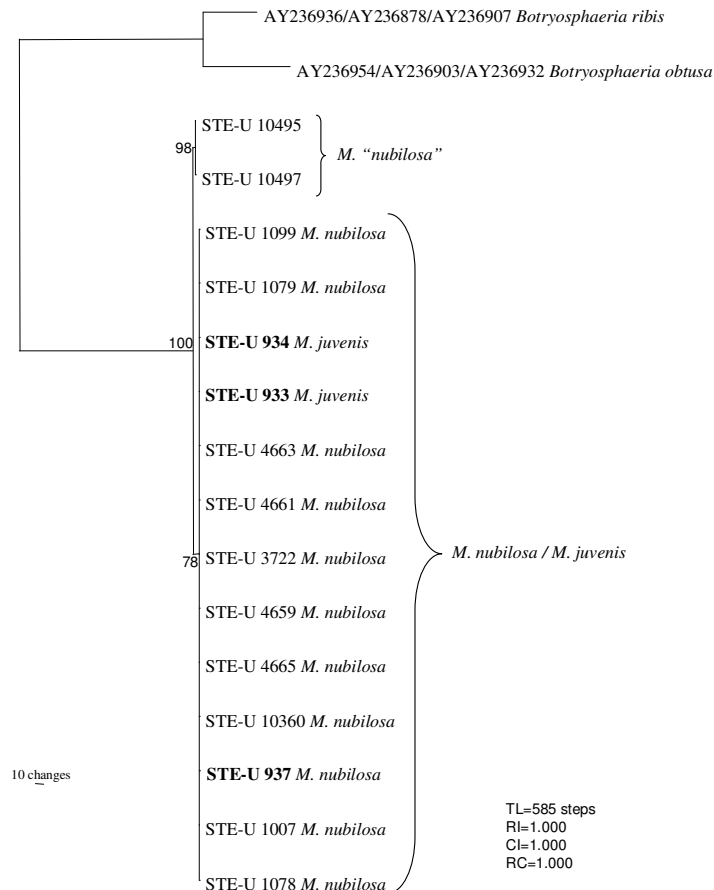 AY236936/AY236878/AY236907 Botryosphaeria ribis
AY236954/AY236903/AY236932 Botryosphaeria obtusa
STE-U 10495
98
M. “nubilosa”
STE-U 10497
STE-U 1099 M. nubilosa
STE-U 1079 M. nubilosa
100
STE-U 934 M. juvenis
STE-U 933 M. juvenis
STE-U 4663 M. nubilosa
STE-U 4661 M. nubilosa
78
STE-U 3722 M. nubilosa
M. nubilosa / M. juvenis
STE-U 4659 M. nubilosa
STE-U 4665 M. nubilosa
STE-U 10360 M. nubilosa
10 changes
STE-U 937 M. nubilosa
STE-U 1007 M. nubilosa
STE-U 1078 M. nubilosa
TL=585 steps
RI=1.000
CI=1.000
RC=1.000